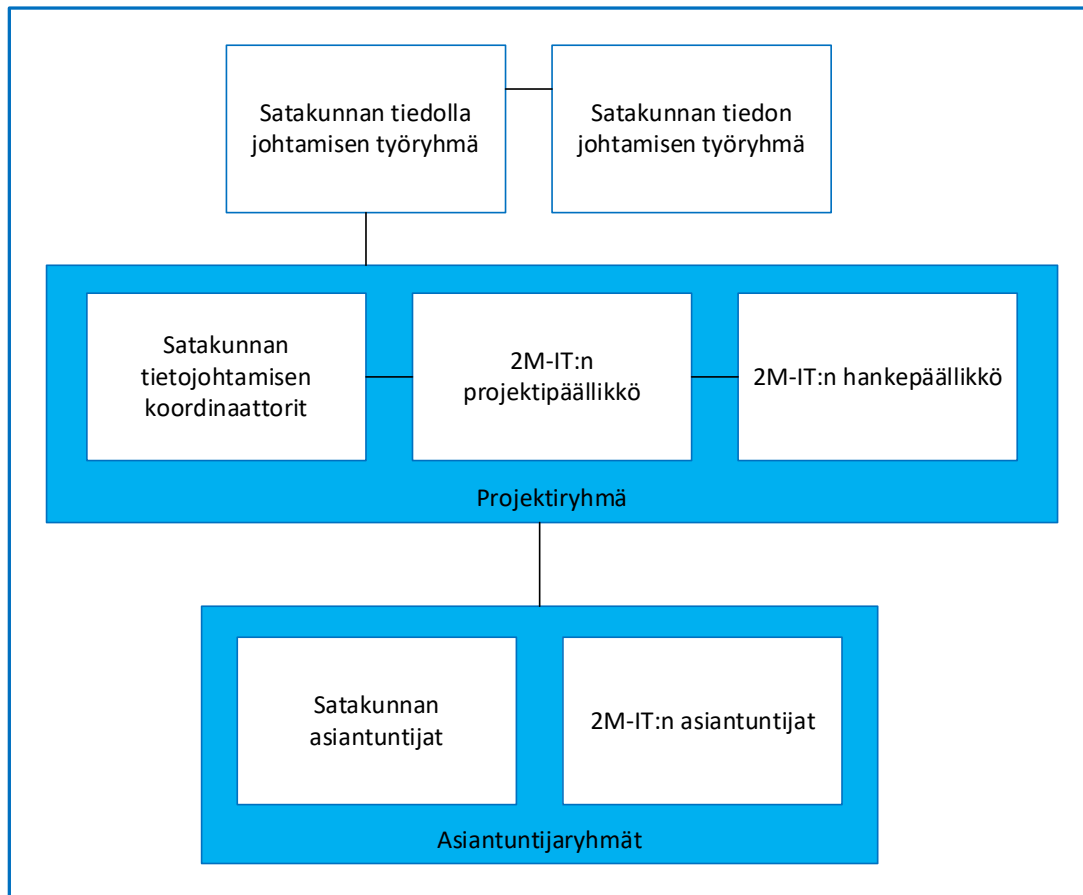 Satakunnan tiedolla
johtamisen työryhmä
Satakunnan tiedon
johtamisen työryhmä
Satakunnan
tietojohtamisen
koordinaattorit
2M-IT:n
projektipäällikkö
2M-IT:n hankepäällikkö
Projektiryhmä
Satakunnan
asiantuntijat
2M-IT:n asiantuntijat
Asiantuntijaryhmät